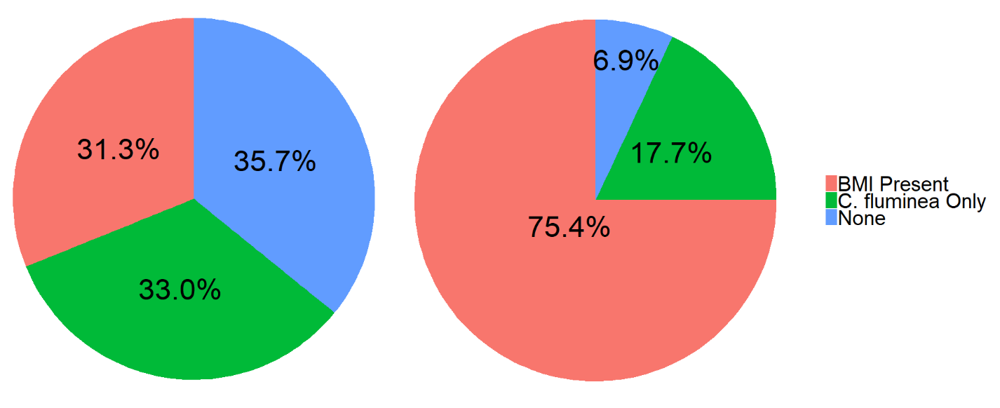 31.3%
35.7%
33.0%
6.9%
17.7%
75.4%
BMI Present
C. fluminea Only
None